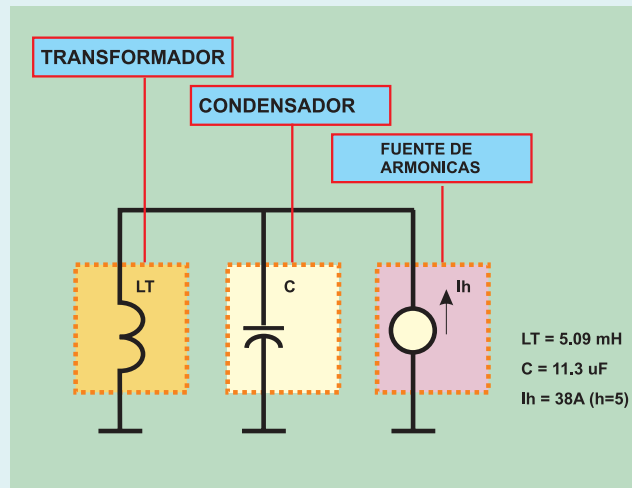 TRANSFORMADOR
CONDENSADOR
FUENTE DE
ARMONICAS
LT
C
Ih
LT = 5.09 mH
C = 11.3 uF
Ih = 38A (h=5)